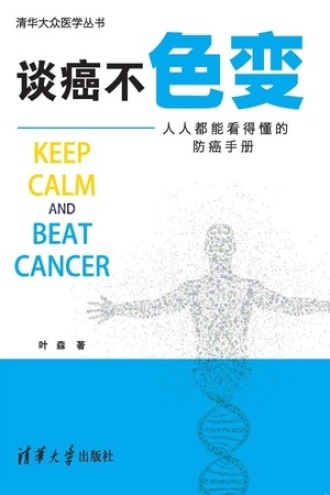 清华大众医学丛书
谈癌不色变
人人都能看得懂的
防癌手册
KEEP
CALM
AND
BEAT
CANCER
叶 森 著
清华大学出版社